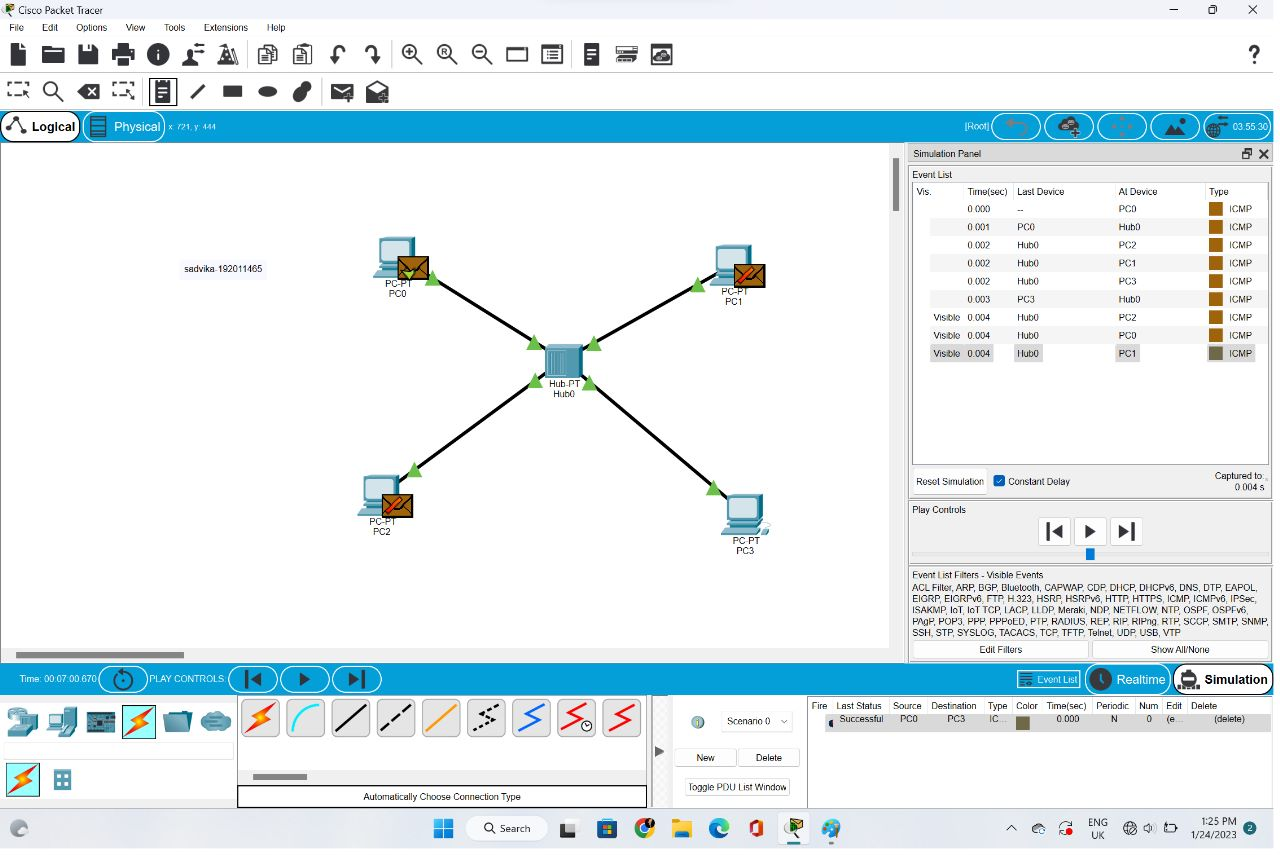 Cisco Packet Tracer
File Edit Options View Tools Extensions Help
Logical Physical x: 721, y: 444 [Root] 03:55:30
Simulation Panel
Event List
Vis. Time(sec) Last Device At Device Type
0.000 -- PC0 ICMP
0.001 PC0 Hub0 ICMP
0.002 Hub0 PC2 ICMP
0.002 Hub0 PC1 ICMP
0.002 Hub0 PC3 ICMP
0.003 PC3 Hub0 ICMP
Visible 0.004 Hub0 PC2 ICMP
Visible 0.004 Hub0 PC0 ICMP
Visible 0.004 Hub0 PC1 ICMP
sadvika-192011465
PC-PT
PC0
PC-PT
PC1
Hub-PT
Hub0
PC-PT
PC2
PC-PT
PC3
Reset Simulation Constant Delay Captured to..
0.004 s
Play Controls
Event List Filters - Visible Events
ACL Filter, ARP, BGP, Bluetooth, CAPWAP, CDP, DHCP, DHCPv6, DNS, DTP, EAPOL,
EIGRP, EIGRPv6, FTP, H.323, HSRP, HSRPv6, HTTP, HTTPS, ICMP, ICMPv6, IPSec,
ISAKMP, IoT, IoT TCP, LACP, LLDP, Meraki, NDP, NETFLOW, NTP, OSPF, OSPFv6,
PAgP, POP3, PPP, PPPoED, PTP, RADIUS, REP, RIP, RIPng, RTP, SCCP, SMTP, SNMP,
SSH, STP, SYSLOG, TACACS, TCP, TFTP, Telnet, UDP, USB, VTP
Edit Filters Show All/None
Time: 00:07:00.670 PLAY CONTROLS: Event List Realtime Simulation
Scenario 0
New Delete
Toggle PDU List Window
Fire Last Status Source Destination Type Color Time(sec) Periodic Num Edit Delete
Successful PC0 PC3 IC... 0.000 N 0 (e... (delete)
Automatically Choose Connection Type
Search
ENG
UK
1:25 PM
1/24/2023
2